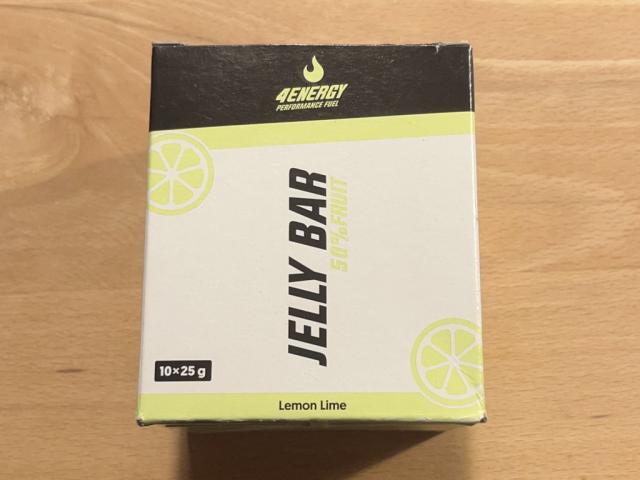 4ENERGY
PERFORMANCE FUEL
JELLY BAR
50% FRUIT
10×25 g
Lemon Lime